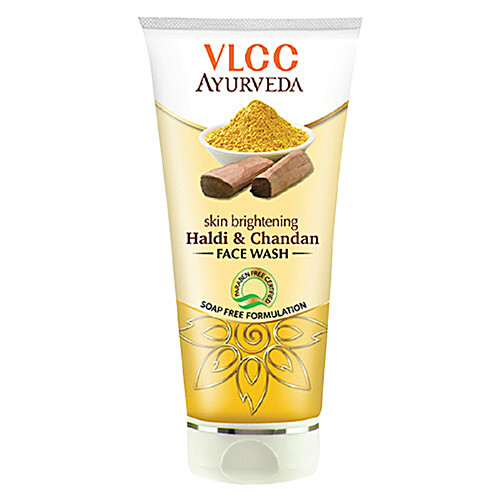 VLCC
AYURVEDA
skin brightening
Haldi & Chandan
FACE WASH
PARABEN FREE CERTIFIED
SOAP FREE FORMULATION